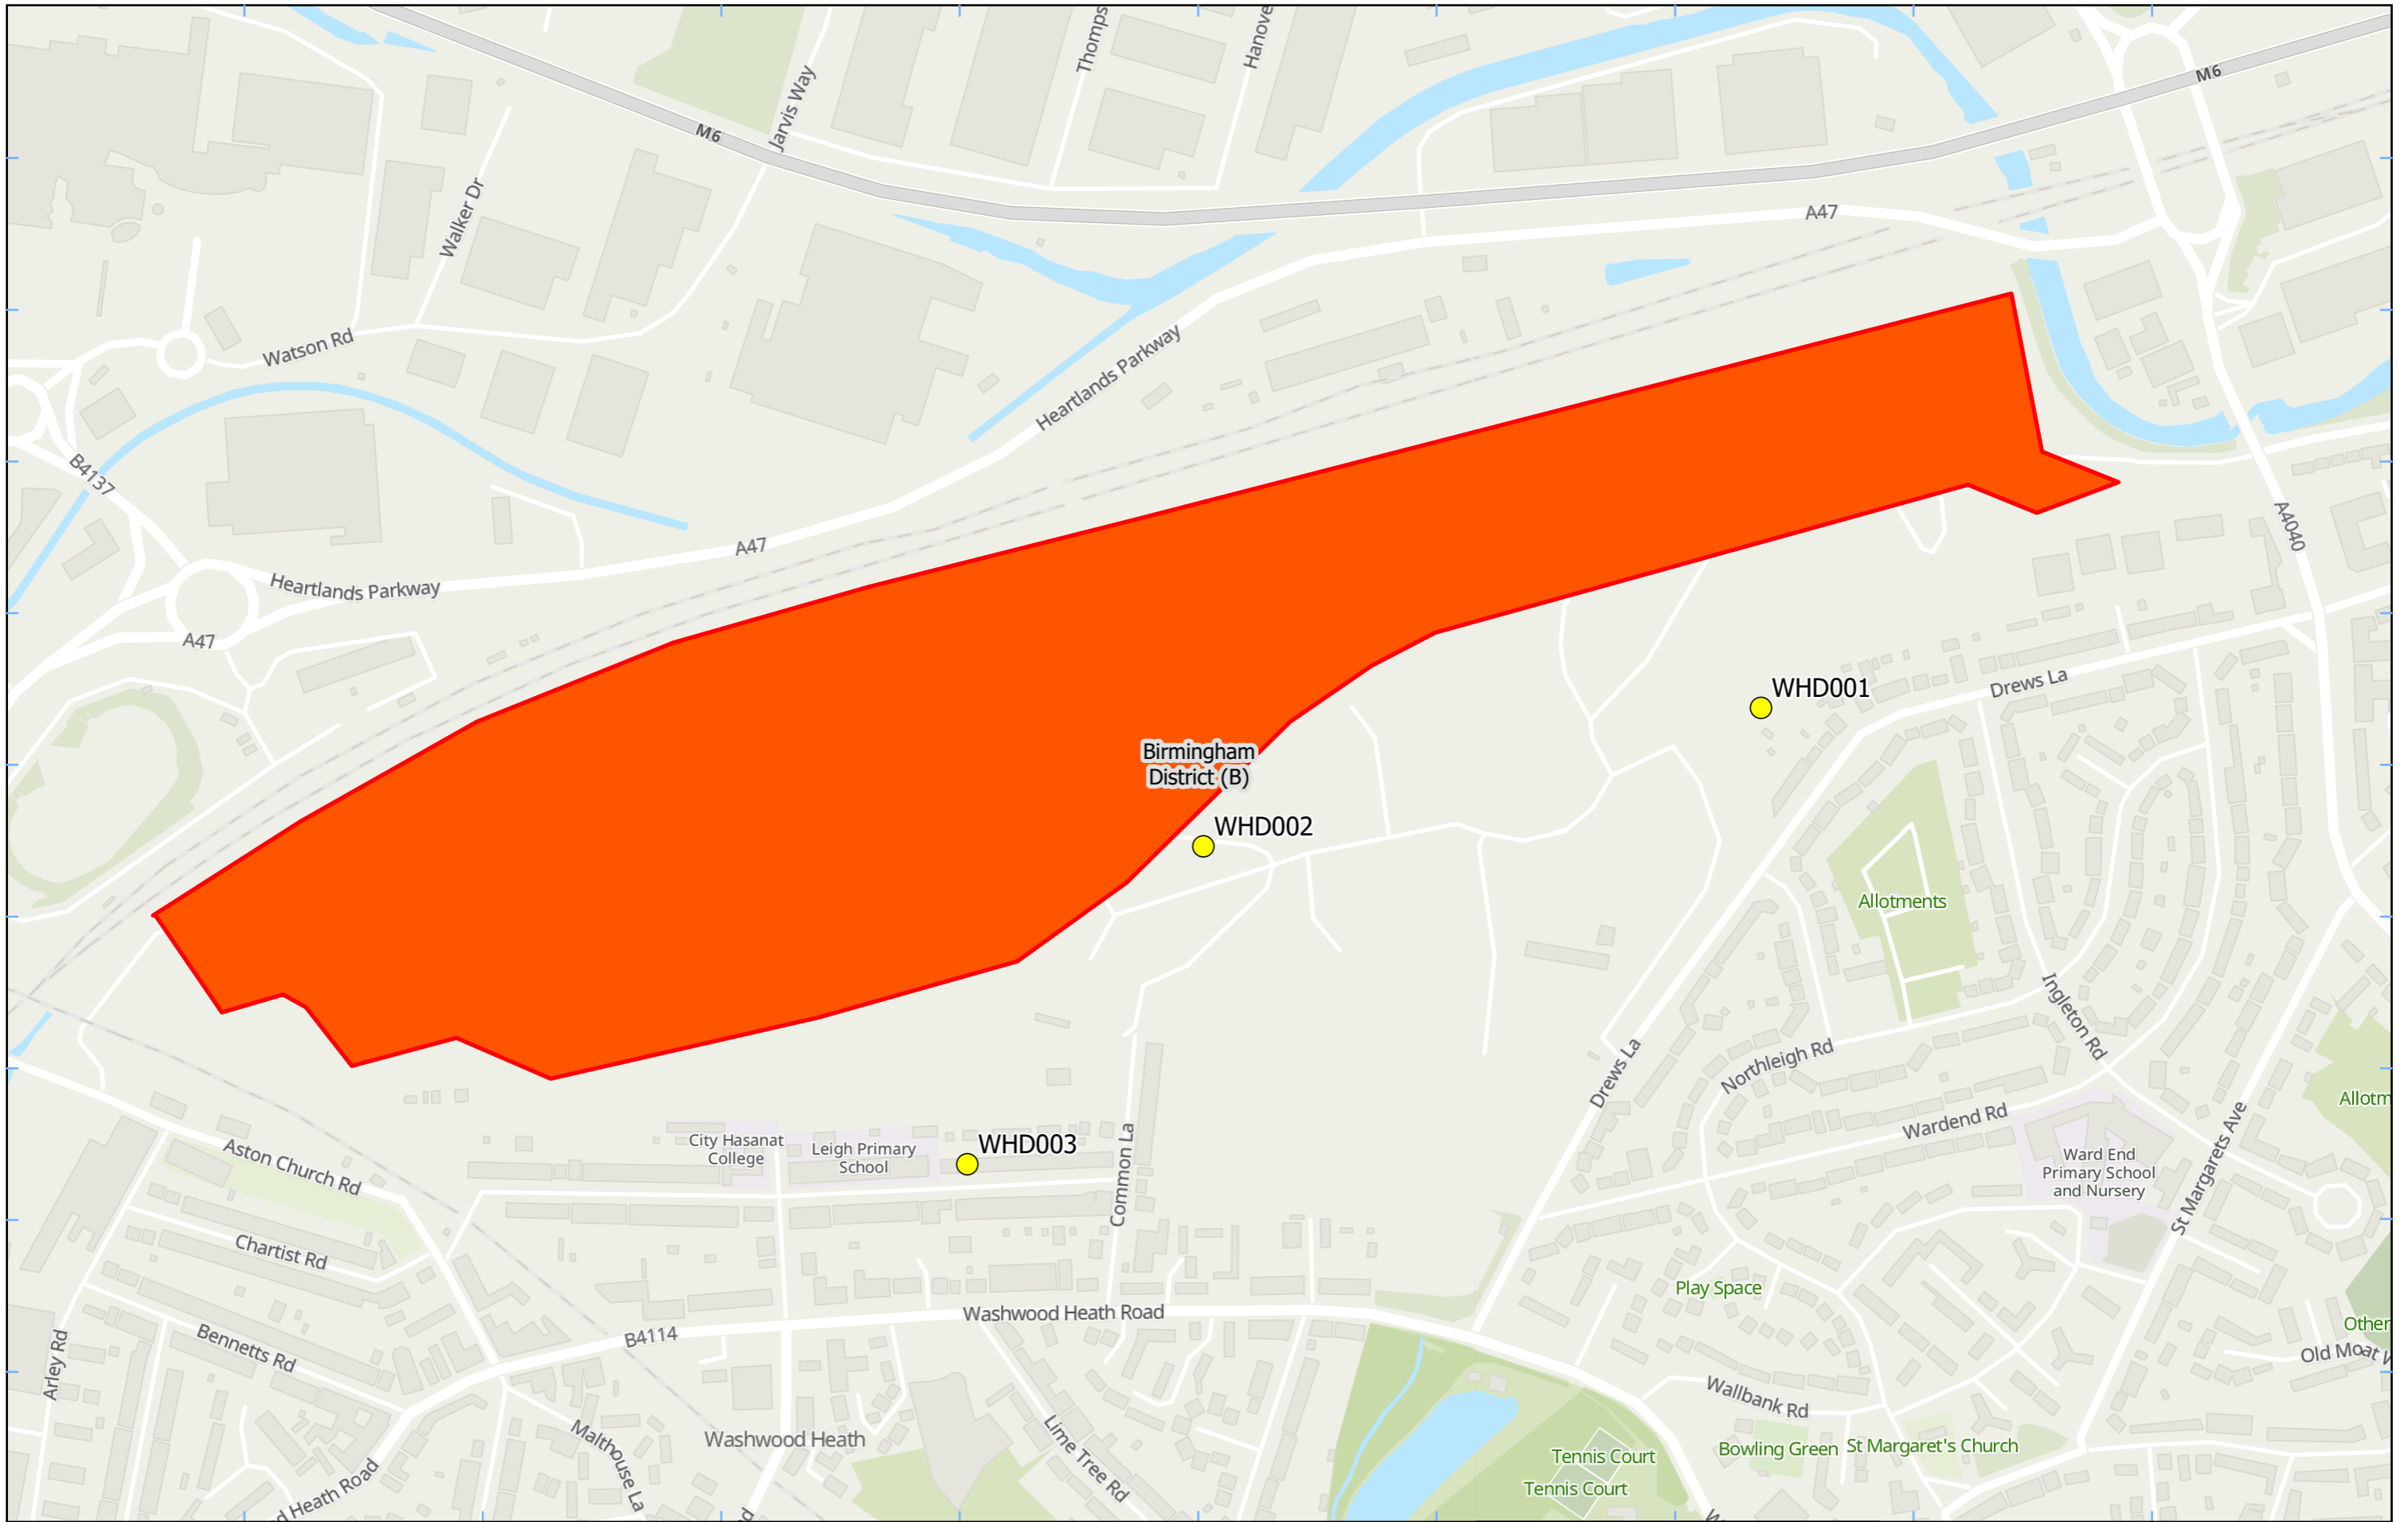 Thomps
Hanove
M6
Jarvis Way
M6
Walker Dr
A47
Watson Rd
Heartlands Parkway
B4137
A4040
A47
Heartlands Parkway
A47
WHD001
Drews La
Birmingham
District (B)
WHD002
Allotments
Ingleton Rd
Drews La
Northleigh Rd
Allotm
Wardend Rd
City Hasanat
College
Leigh Primary
School
WHD003
Common La
Aston Church Rd
Ward End
Primary School
and Nursery
St Margarets Ave
Chartist Rd
Play Space
Washwood Heath Road
B4114
Bennetts Rd
Arley Rd
Other
Old Moat W
Wallbank Rd
Washwood Heath
Malthouse La
Lime Tree Rd
Tennis Court
Bowling Green
St Margaret's Church
Tennis Court
d Heath Road
d
W